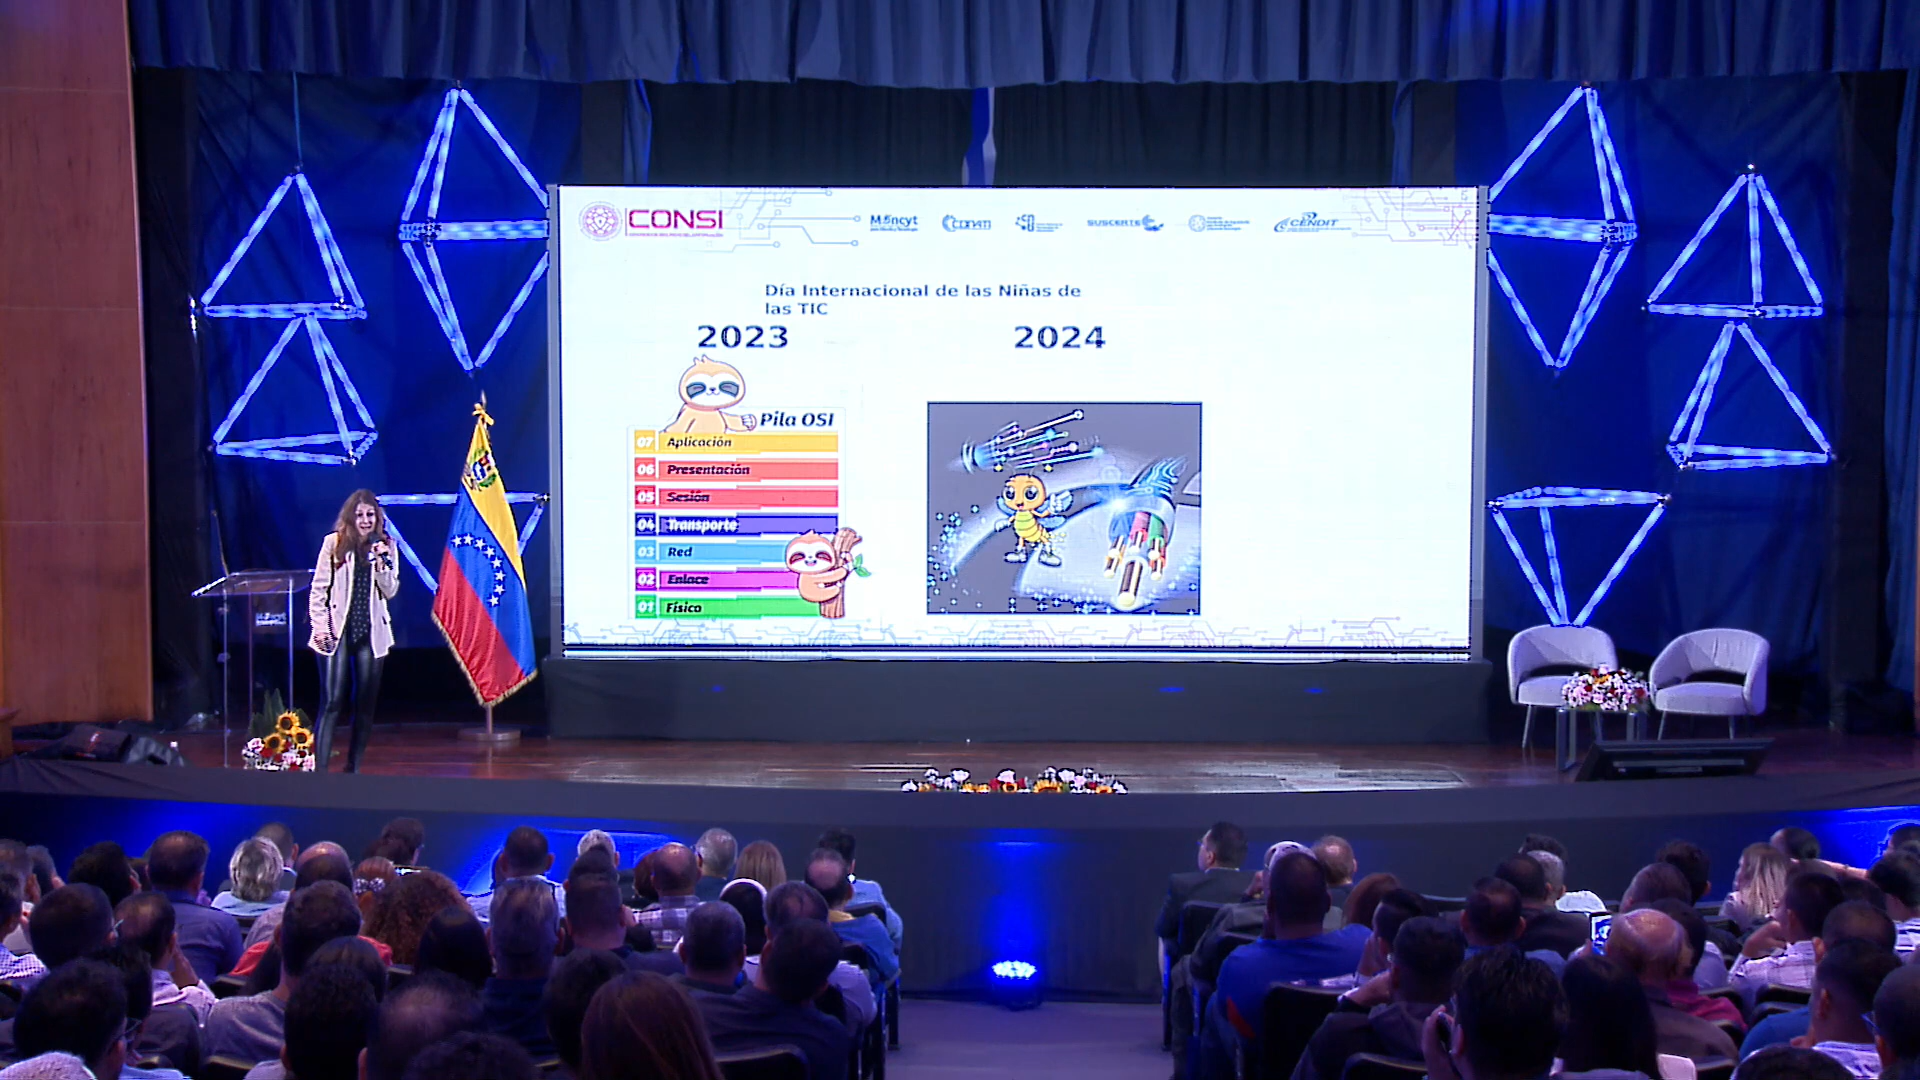 CONSI
Mincyt
CONATI
SUSCERTE
CENDIT
Día Internacional de las Niñas de
las TIC
2023
2024
Pila OSI
07 Aplicación
06 Presentación
05 Sesión
04 Transporte
03 Red
02 Enlace
01 Físico